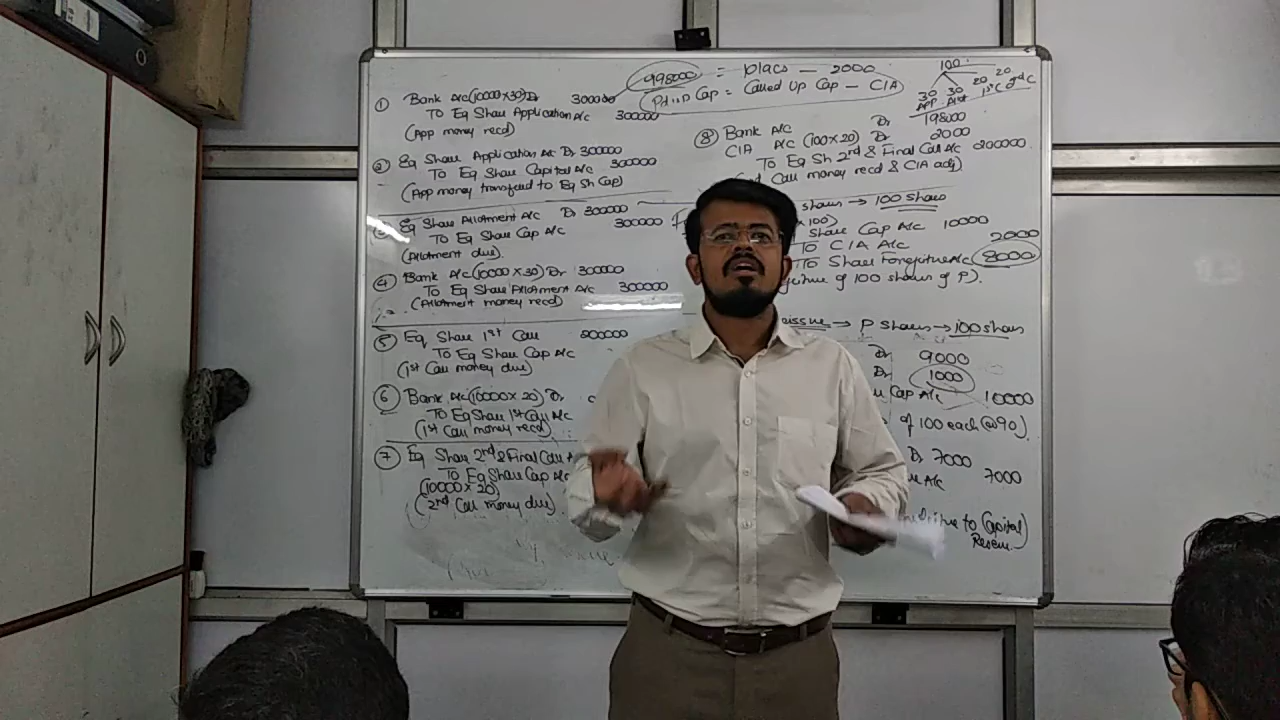 ① Bank A/c (10000 x 30) Dr 300000
To Eq Share Application A/c 300000
(App money recd)
② Eq Share Application A/c Dr 300000
To Eq Share Capital A/c 300000
(App money transferd to Eq Sh Cap)
Eq Share Allotment A/c Dr 300000
To Eq Share Cap A/c 300000
(Allotment due)
④ Bank A/c (10000 x 30) Dr 300000
To Eq Share Allotment A/c 300000
(Allotment money recd)
⑤ Eq Share 1st Call 200000
To Eq Share Cap A/c
(1st Call money due)
⑥ Bank A/c (10000 x 20) Dr
To Eq Share 1st Call A/c
(1st Call money recd)
⑦ Eq Share 2nd & Final Call
To Eq Share Cap A/c
(10000 x 20)
(2nd Call money due)
998000 = 10 lacs — 2000
Paid up Cap = Called up Cap — CIA
100
30 30 20 20
App Allot 1st C 2nd C
⑧ Bank A/c Dr 198000
CIA A/c (100 x 20) Dr 2000
To Eq Sh 2nd & Final Call A/c 200000
Call money recd & CIA adj)
shares → 100 shares
x 100)
Share Cap A/c 10000
To CIA A/c 2000
To Share Forfeiture A/c 8000
of 100 shares of P).
eissue → P shares → 100 shares
Dr 9000
Dr 1000
Cap A/c 10000
of 100 each @ 90).
Dr 7000
A/c 7000
to Capital
Reserve)